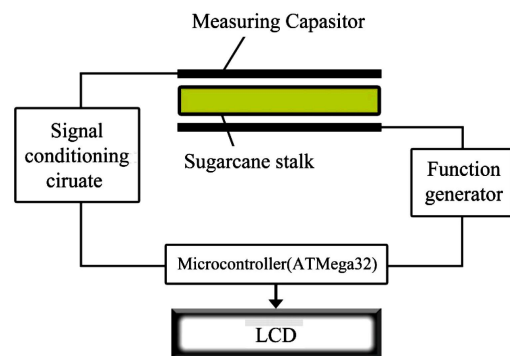 Measuring Capasitor
Signal
conditioning
ciruate
Sugarcane stalk
Function
generator
Microcontroller(ATMega32)
LCD